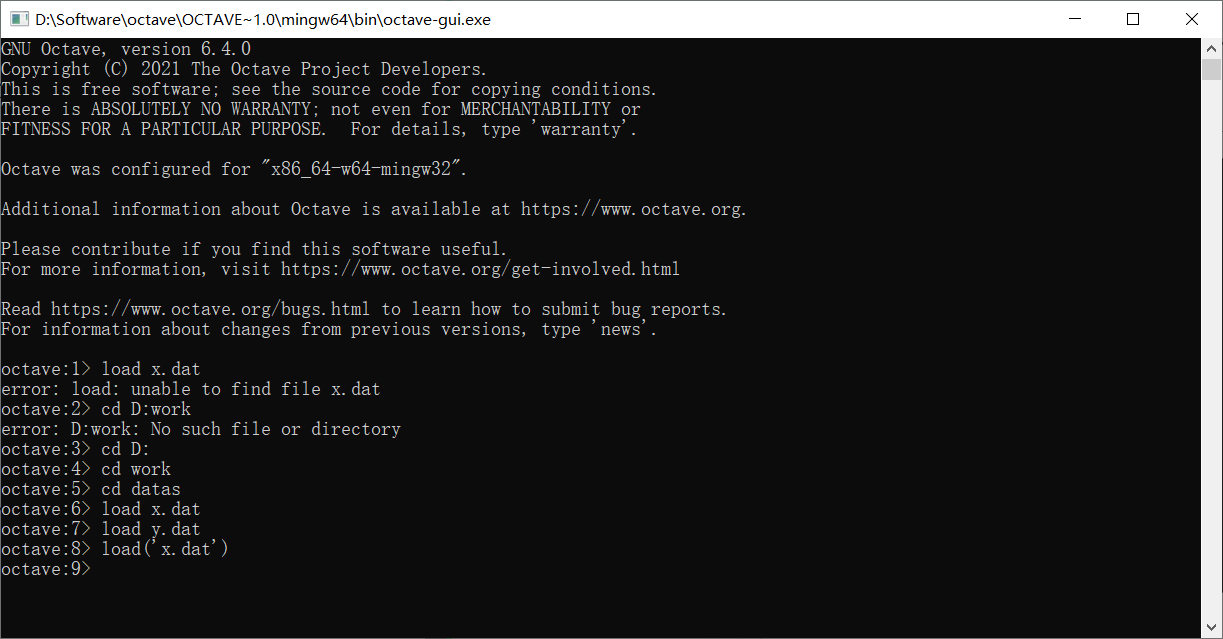 D:\Software\octave\OCTAVE~1.0\mingw64\bin\octave-gui.exe
GNU Octave, version 6.4.0
Copyright (C) 2021 The Octave Project Developers.
This is free software; see the source code for copying conditions.
There is ABSOLUTELY NO WARRANTY; not even for MERCHANTABILITY or
FITNESS FOR A PARTICULAR PURPOSE.  For details, type 'warranty'.
Octave was configured for "x86_64-w64-mingw32".
Additional information about Octave is available at https://www.octave.org.
Please contribute if you find this software useful.
For more information, visit https://www.octave.org/get-involved.html
Read https://www.octave.org/bugs.html to learn how to submit bug reports.
For information about changes from previous versions, type 'news'.
octave:1> load x.dat
error: load: unable to find file x.dat
octave:2> cd D:work
error: D:work: No such file or directory
octave:3> cd D:
octave:4> cd work
octave:5> cd datas
octave:6> load x.dat
octave:7> load y.dat
octave:8> load('x.dat')
octave:9>